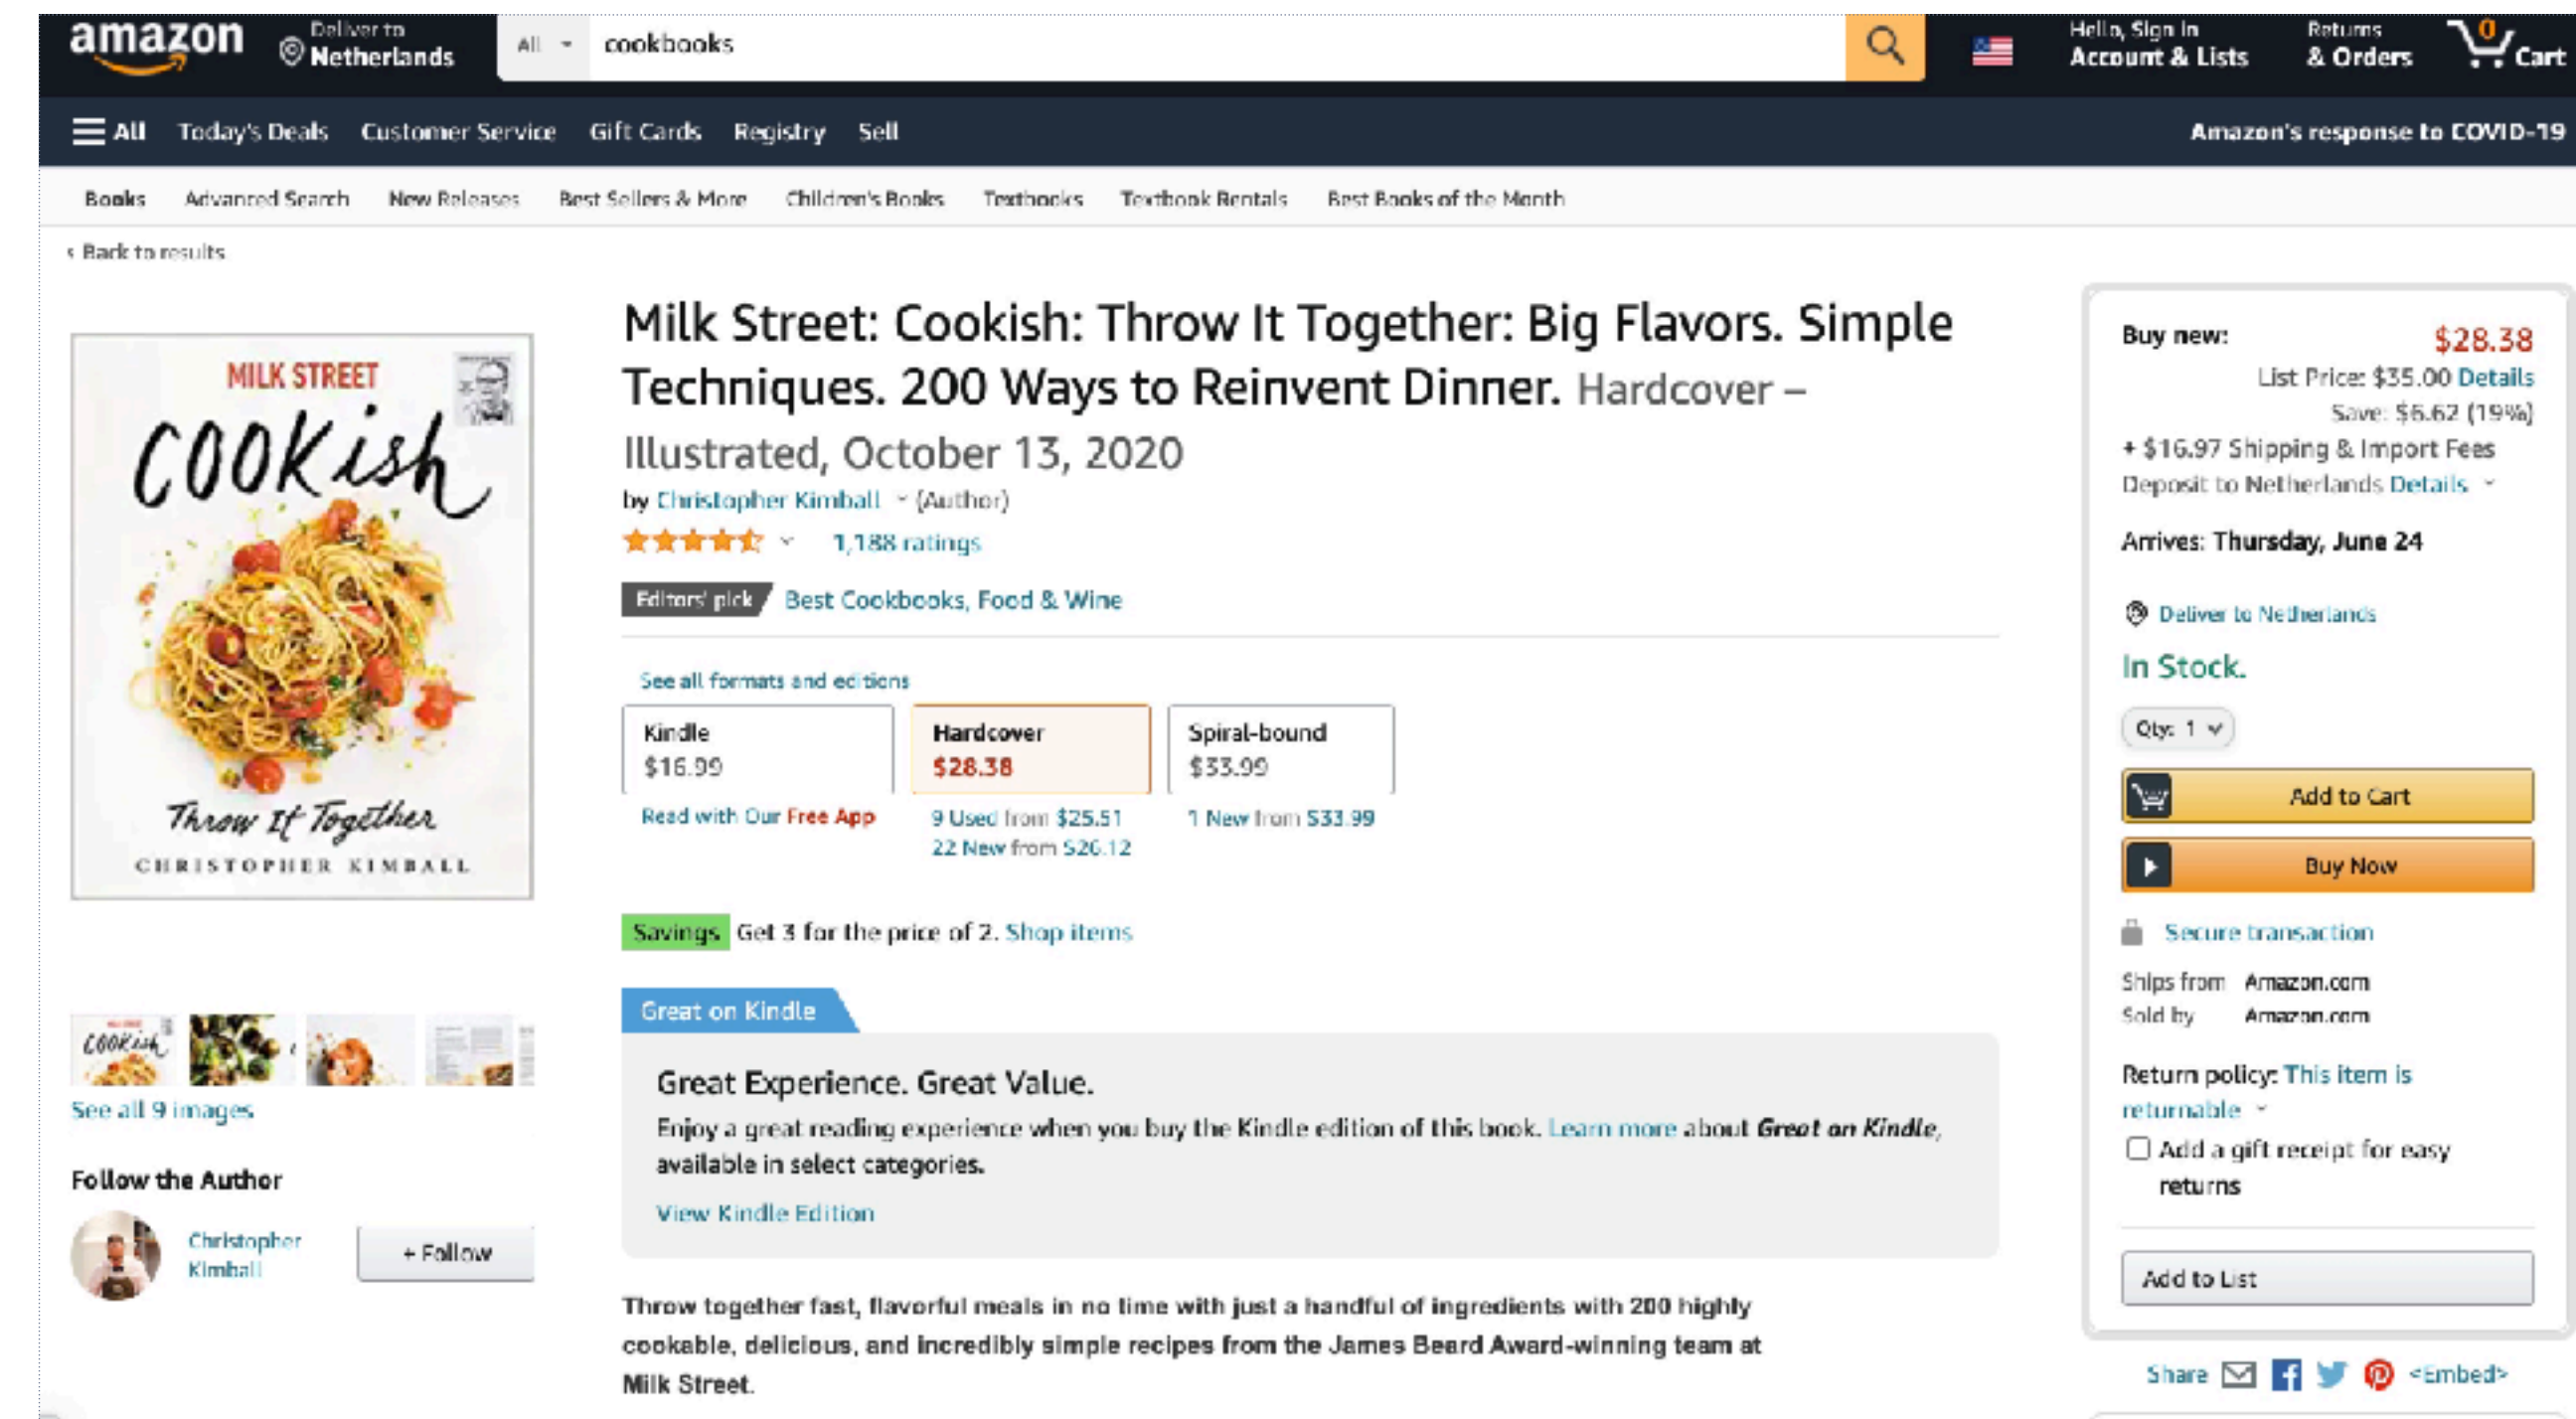 amazon
Deliver to
Netherlands
All
cookbooks
Hello, Sign in
Account & Lists
Returns
& Orders
0
Cart
All
Today's Deals
Customer Service
Gift Cards
Registry
Sell
Amazon's response to COVID-19
Books
Advanced Search
New Releases
Best Sellers & More
Children's Books
Textbooks
Textbook Rentals
Best Books of the Month
‹ Back to results
MILK STREET
COOKish
Throw It Together
CHRISTOPHER KIMBALL
COOKish
See all 9 images
Follow the Author
Christopher
Kimball
+ Follow
Milk Street: Cookish: Throw It Together: Big Flavors. Simple
Techniques. 200 Ways to Reinvent Dinner. Hardcover –
Illustrated, October 13, 2020
by Christopher Kimball (Author)
1,188 ratings
Editors' pick Best Cookbooks, Food & Wine
See all formats and editions
Kindle
$16.99
Read with Our Free App
Hardcover
$28.38
9 Used from $25.51
22 New from $26.12
Spiral-bound
$33.99
1 New from $33.99
Savings Get 3 for the price of 2. Shop items
Great on Kindle
Great Experience. Great Value.
Enjoy a great reading experience when you buy the Kindle edition of this book. Learn more about Great on Kindle,
available in select categories.
View Kindle Edition
Throw together fast, flavorful meals in no time with just a handful of ingredients with 200 highly
cookable, delicious, and incredibly simple recipes from the James Beard Award-winning team at
Milk Street.
Buy new: $28.38
List Price: $35.00 Details
Save: $6.62 (19%)
+ $16.97 Shipping & Import Fees
Deposit to Netherlands Details
Arrives: Thursday, June 24
Deliver to Netherlands
In Stock.
Qty: 1
Add to Cart
Buy Now
Secure transaction
Ships from Amazon.com
Sold by Amazon.com
Return policy: This item is
returnable
Add a gift receipt for easy
returns
Add to List
Share <Embed>